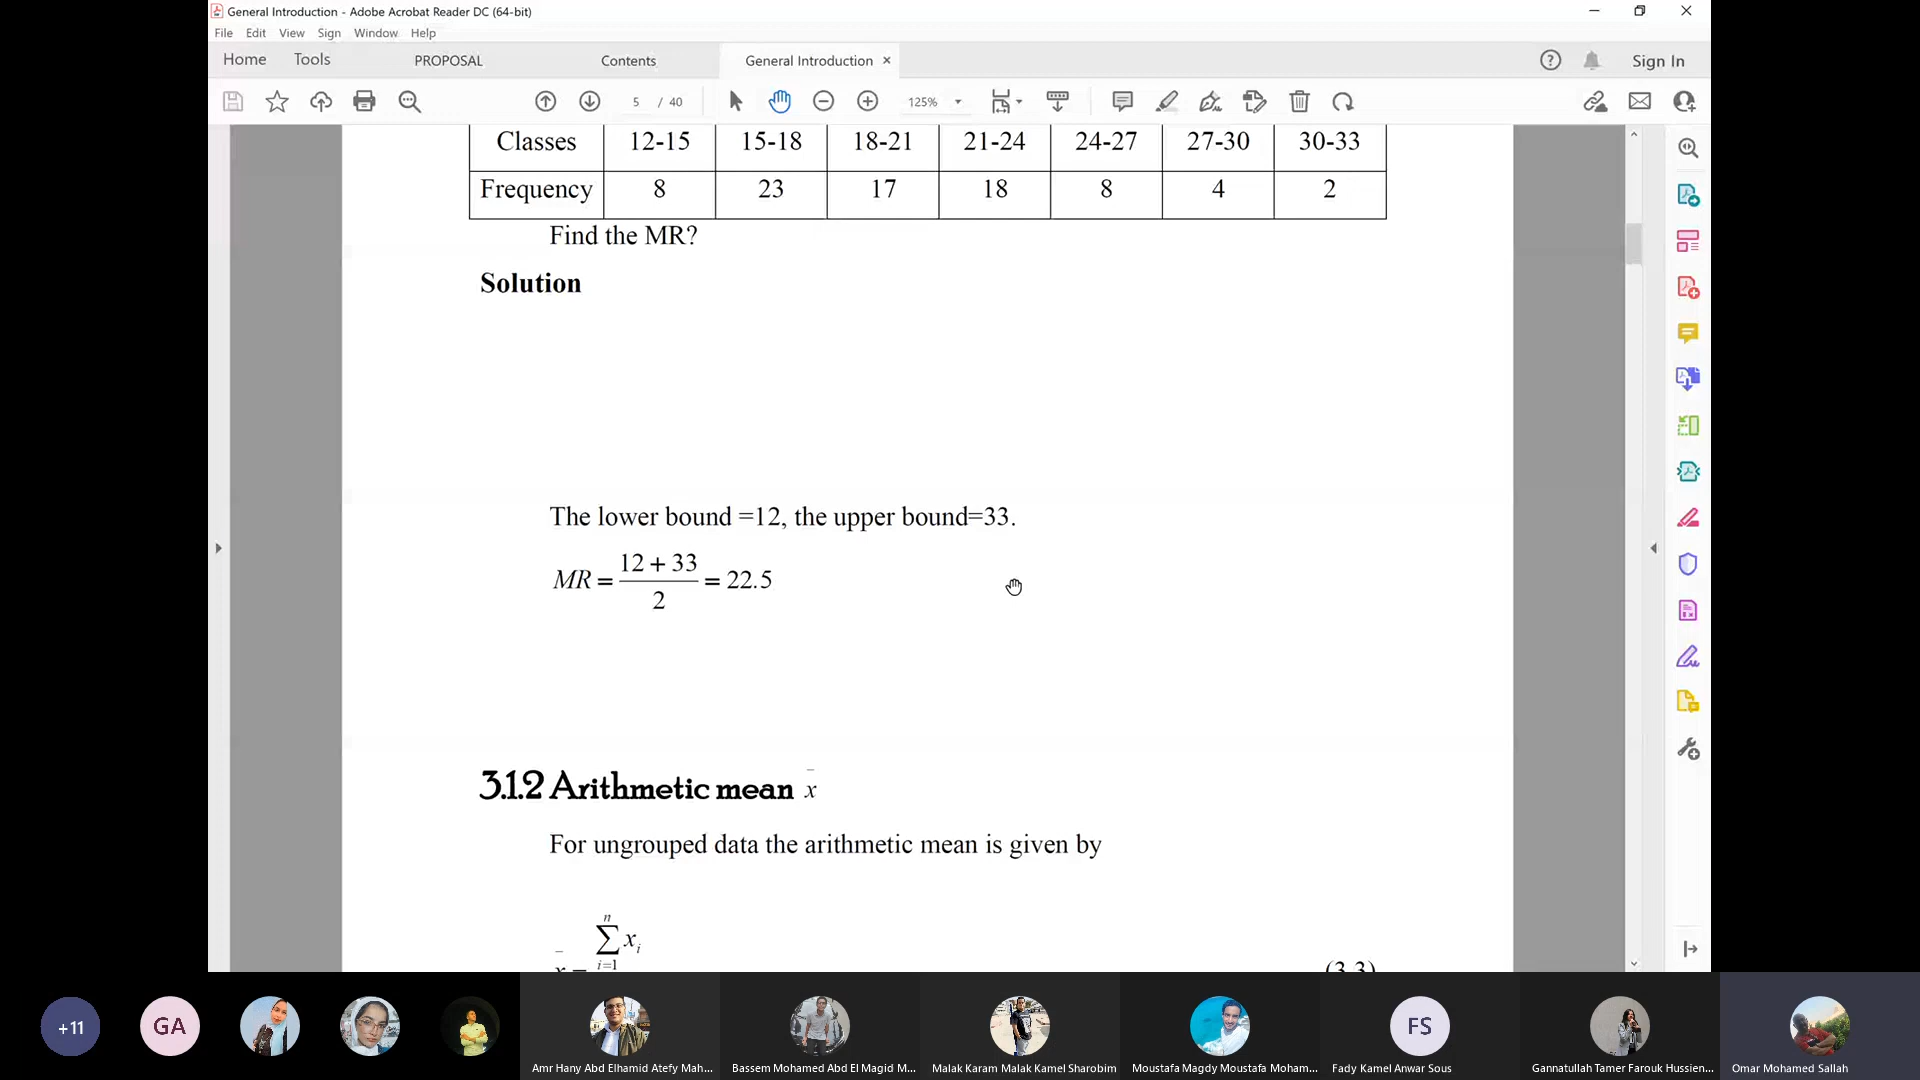 General Introduction - Adobe Acrobat Reader DC (64-bit)
File Edit View Sign Window Help
Home Tools PROPOSAL Contents General Introduction × Sign In
5 / 40 125%
Classes 12-15 15-18 18-21 21-24 24-27 27-30 30-33
Frequency 8 23 17 18 8 4 2
Find the MR?
Solution
The lower bound =12, the upper bound=33.
MR = (12 + 33) / 2 = 22.5
3.1.2 Arithmetic mean x̄
For ungrouped data the arithmetic mean is given by
x̄ = ∑ᵢ₌₁ⁿ xᵢ (3.3)
+11 GA FS
Amr Hany Abd Elhamid Atefy Mah... Bassem Mohamed Abd El Magid M... Malak Karam Malak Kamel Sharobim Moustafa Magdy Moustafa Moham... Fady Kamel Anwar Sous Gannatullah Tamer Farouk Hussien... Omar Mohamed Sallah